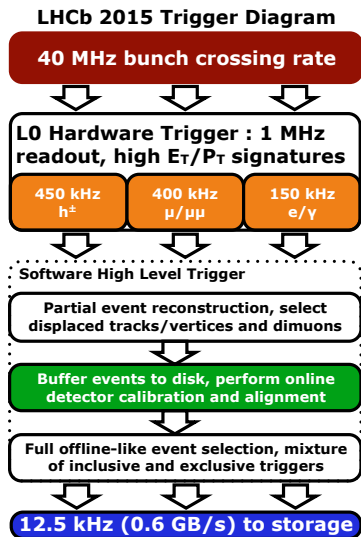 LHCb 2015 Trigger Diagram
40 MHz bunch crossing rate
L0 Hardware Trigger : 1 MHz
readout, high E_T/P_T signatures
450 kHz
h±
400 kHz
μ/μμ
150 kHz
e/γ
Software High Level Trigger
Partial event reconstruction, select
displaced tracks/vertices and dimuons
Buffer events to disk, perform online
detector calibration and alignment
Full offline-like event selection, mixture
of inclusive and exclusive triggers
12.5 kHz (0.6 GB/s) to storage